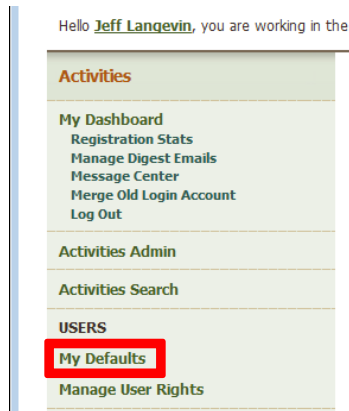 Hello Jeff Langevin, you are working in the
Activities
My Dashboard
Registration Stats
Manage Digest Emails
Message Center
Merge Old Login Account
Log Out
Activities Admin
Activities Search
USERS
My Defaults
Manage User Rights